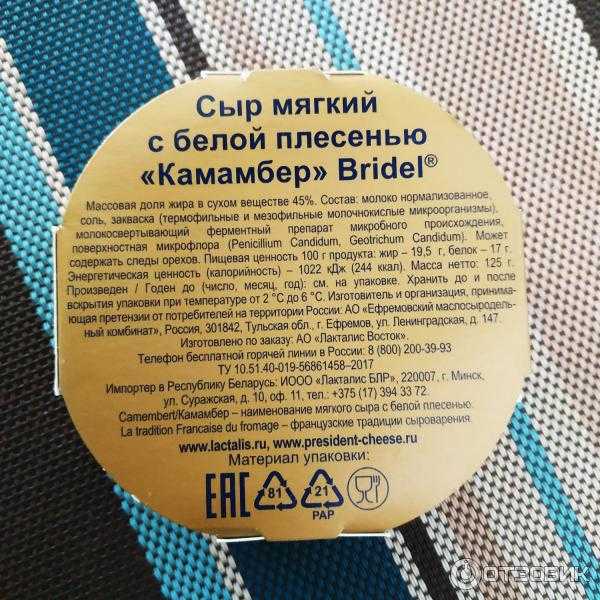 Сыр мягкий
с белой плесенью
«Камамбер» Bridel®
Массовая доля жира в сухом веществе 45%. Состав: молоко нормализованное,
соль, закваска (термофильные и мезофильные молочнокислые микроорганизмы),
молокосвертывающий ферментный препарат микробного происхождения,
поверхностная микрофлора (Penicillium Candidum, Geotrichum Candidum). Может
содержать следы орехов. Пищевая ценность 100 г продукта: жир – 19,5 г, белок – 17 г.
Энергетическая ценность (калорийность) – 1022 кДж (244 ккал). Масса нетто: 125 г.
Произведен / Годен до (число, месяц, год): см. на упаковке. Хранить до и после
вскрытия упаковки при температуре от 2 °С до 6 °С. Изготовитель и организация, принима-
ющая претензии от потребителей на территории России: АО «Ефремовский маслосыродель-
ный комбинат», Россия, 301842, Тульская обл., г. Ефремов, ул. Ленинградская, д. 147.
Изготовлено по заказу: АО «Лакталис Восток».
Телефон бесплатной горячей линии в России: 8 (800) 200-39-93
ТУ 10.51.40-019-56861458–2017
Импортер в Республику Беларусь: ИООО «Лакталис БЛР», 220007, г. Минск,
ул. Суражская, д. 10, оф. 11, тел.: +375 (17) 394 33 72.
Camembert/Камамбер – наименование мягкого сыра с белой плесенью:
La tradition Francaise du fromage – французские традиции сыроварения.
www.lactalis.ru, www.president-cheese.ru
Материал упаковки:
EAC 81 21
PAP
ОТЗОВИК